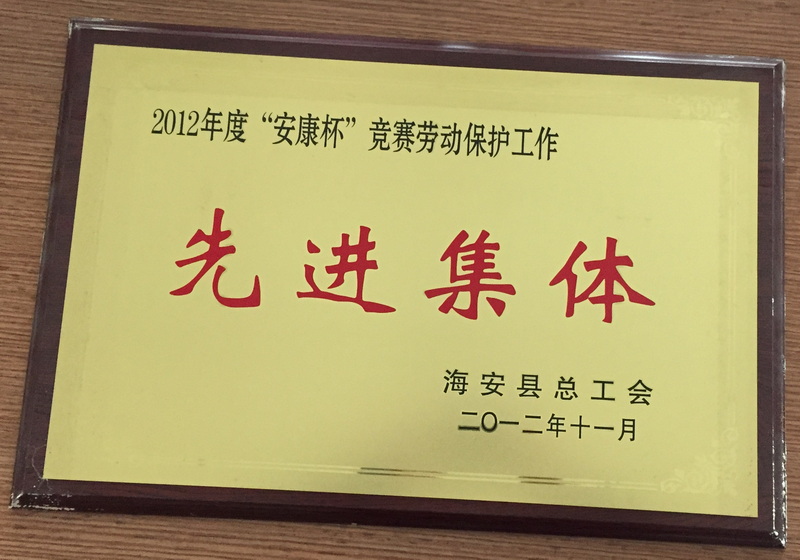 2012年度“安康杯”竞赛劳动保护工作
先进集体
海安县总工会
二〇一二年十一月